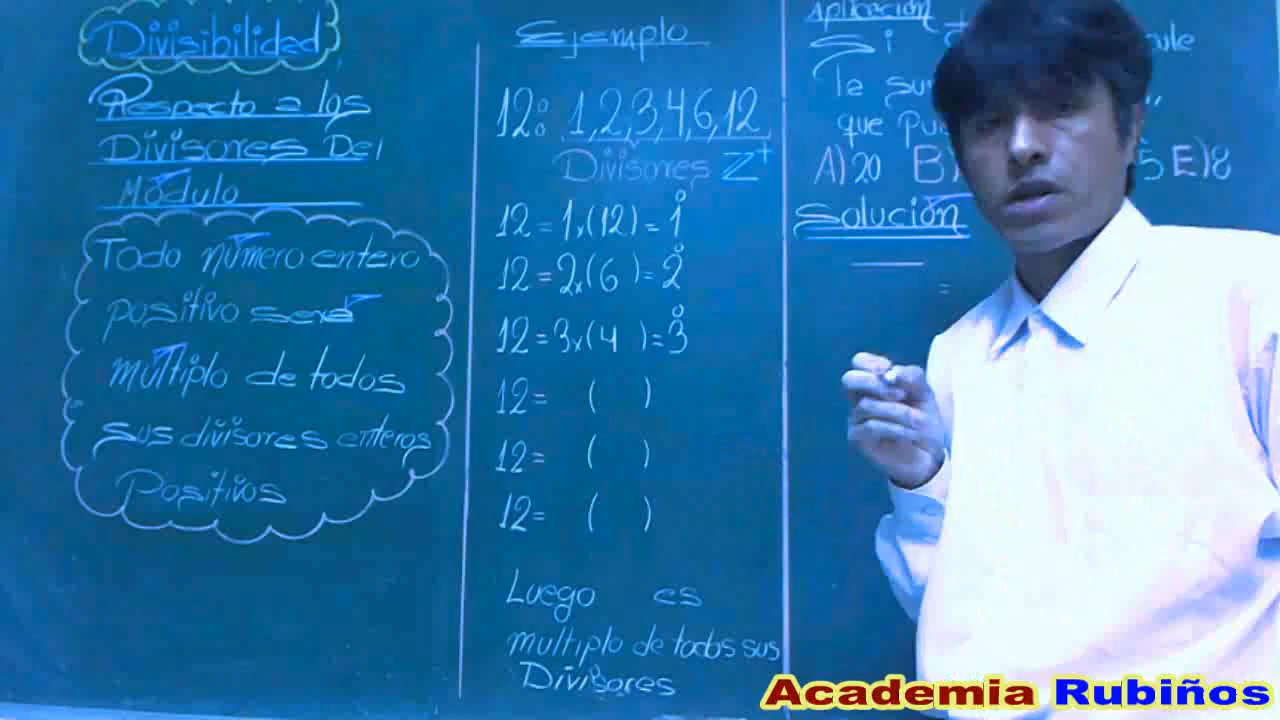 Divisibilidad
Respecto a los
Divisores Del
Módulo
Todo número entero
positivo será
múltiplo de todos
sus divisores enteros
Positivos
Ejemplo
12: 1,2,3,4,6,12
Divisores Z⁺
12=1x(12)=1̊
12=2x(6)=2̊
12=3x(4 )=3̊
12= ( )
12= ( )
12= ( )
Luego es
multiplo de todos sus
Divisores
Aplicación
Si
la
que
A)20 B) 5 E)8
Solución
=
Academia Rubiños